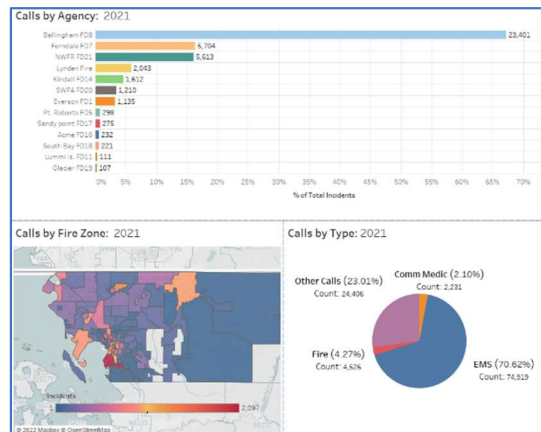 Calls by Agency: 2021
Bellingham FD8 23,401
Ferndale FD7 5,704
NWFR FD21 5,613
Lynden Fire 2,043
Kickall FD14 1,612
SWFA FD20 1,210
Everson FD1 1,135
Pt. Roberts FD5 298
Sandy point FD17 275
Acme FD16 232
South Bay FD18 221
Lummi Is. FD11 111
Glacier FD19 107
0% 5% 10% 15% 20% 25% 30% 35% 40% 45% 50% 55% 60% 65% 70%
% of Total Incidents
Calls by Fire Zone: 2021
Incidents
1 2,097
© 2022 Mapbox © OpenStreetMap
Calls by Type: 2021
Other Calls (23.01%)
Count: 24,406
Comm Medic (2.10%)
Count: 2,231
Fire (4.27%)
Count: 4,626
EMS (70.62%)
Count: 74,919